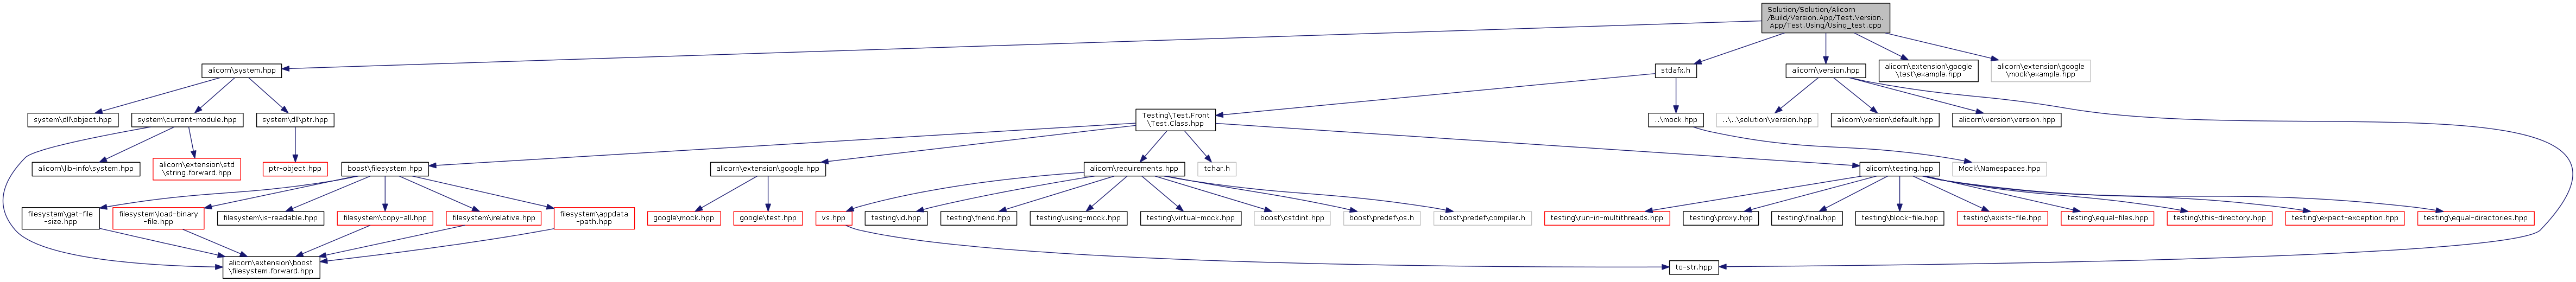 Solution/Solution/Alicorn
/Build/Version.App/Test.Version.
App/Test.Using/Using_test.cpp
alicorn\system.hpp
stdafx.h
alicorn\version.hpp
alicorn\extension\google
\test\example.hpp
alicorn\extension\google
\mock\example.hpp
system\dll\object.hpp
system\current-module.hpp
system\dll\ptr.hpp
Testing\Test.Front
\Test.Class.hpp
..\mock.hpp
..\..\solution\version.hpp
alicorn\version\default.hpp
alicorn\version\version.hpp
alicorn\lib-info\system.hpp
alicorn\extension\std
\string.forward.hpp
ptr-object.hpp
boost\filesystem.hpp
alicorn\extension\google.hpp
alicorn\requirements.hpp
tchar.h
alicorn\testing.hpp
Mock\Namespaces.hpp
filesystem\get-file
-size.hpp
filesystem\load-binary
-file.hpp
filesystem\is-readable.hpp
filesystem\copy-all.hpp
filesystem\irelative.hpp
filesystem\appdata
-path.hpp
google\mock.hpp
google\test.hpp
vs.hpp
testing\id.hpp
testing\friend.hpp
testing\using-mock.hpp
testing\virtual-mock.hpp
boost\cstdint.hpp
boost\predef\os.h
boost\predef\compiler.h
testing\run-in-multithreads.hpp
testing\proxy.hpp
testing\final.hpp
testing\block-file.hpp
testing\exists-file.hpp
testing\equal-files.hpp
testing\this-directory.hpp
testing\expect-exception.hpp
testing\equal-directories.hpp
alicorn\extension\boost
\filesystem.forward.hpp
to-str.hpp